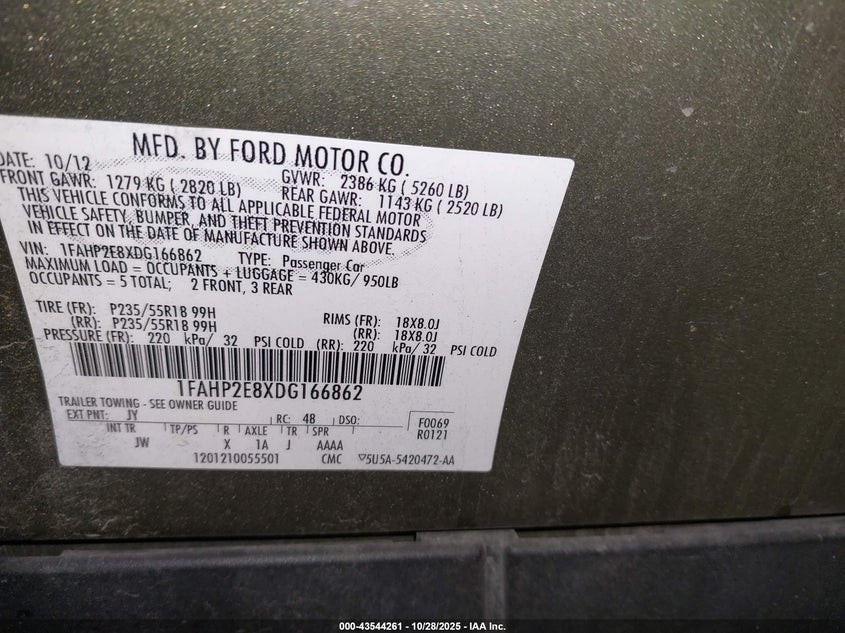 MFD. BY FORD MOTOR CO.
DATE: 10/12 GVWR: 2386 KG ( 5260 LB)
FRONT GAWR: 1279 KG ( 2820 LB) REAR GAWR: 1143 KG ( 2520 LB)
THIS VEHICLE CONFORMS TO ALL APPLICABLE FEDERAL MOTOR
VEHICLE SAFETY, BUMPER, AND THEFT PREVENTION STANDARDS
IN EFFECT ON THE DATE OF MANUFACTURE SHOWN ABOVE.
VIN: 1FAHP2E8XDG166862 TYPE: Passenger Car
MAXIMUM LOAD = OCCUPANTS + LUGGAGE = 430KG/ 950LB
OCCUPANTS = 5 TOTAL; 2 FRONT, 3 REAR
TIRE (FR): P235/55R18 99H RIMS (FR): 18X8.0J
(RR): P235/55R18 99H (RR): 18X8.0J
PRESSURE (FR): 220 kPa/ 32 PSI COLD (RR): 220 kPa/ 32 PSI COLD
1FAHP2E8XDG166862
TRAILER TOWING - SEE OWNER GUIDE
EXT PNT: JY RC: 48 DSO: F0069
INT TR TP/PS R AXLE TR SPR R0121
JW X 1A J AAAA
1201210055501 CMC ▽5U5A-5420472-AA
000-43544261 | 10/28/2025 - IAA Inc.